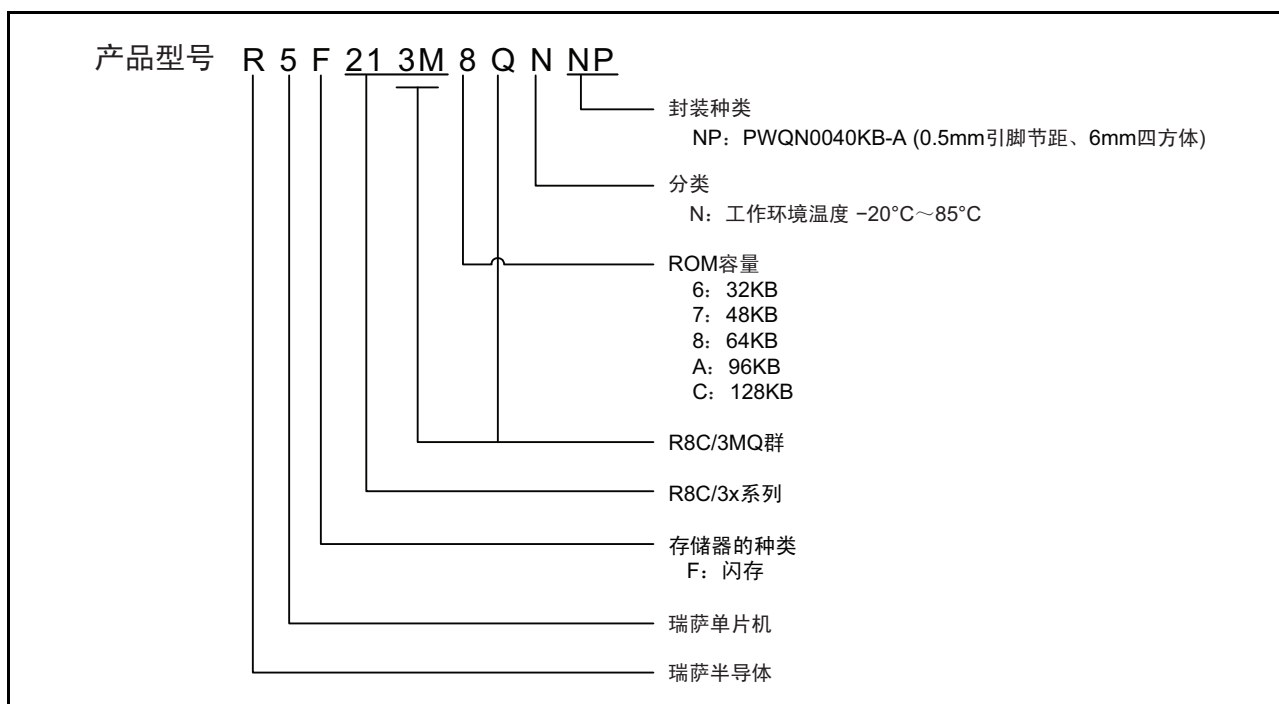 产品型号 R 5 F 21 3M 8 Q N NP
封装种类
NP：PWQN0040KB-A (0.5mm引脚节距、6mm四方体)
分类
N：工作环境温度 −20°C～85°C
ROM容量
6：32KB
7：48KB
8：64KB
A：96KB
C：128KB
R8C/3MQ群
R8C/3x系列
存储器的种类
F：闪存
瑞萨单片机
瑞萨半导体